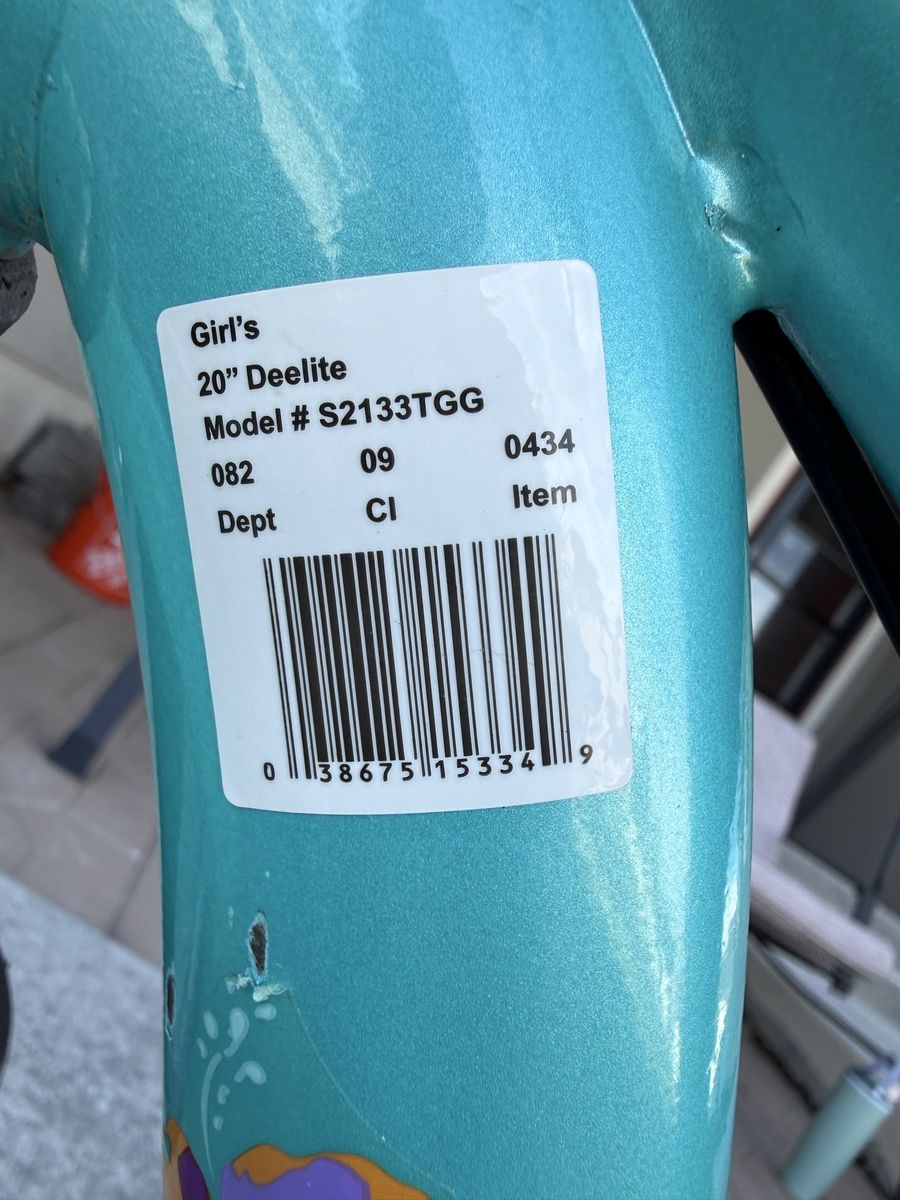 Girl's
20” Deelite
Model # S2133TGG
082 09 0434
Dept Cl Item
0 38675 15334 9